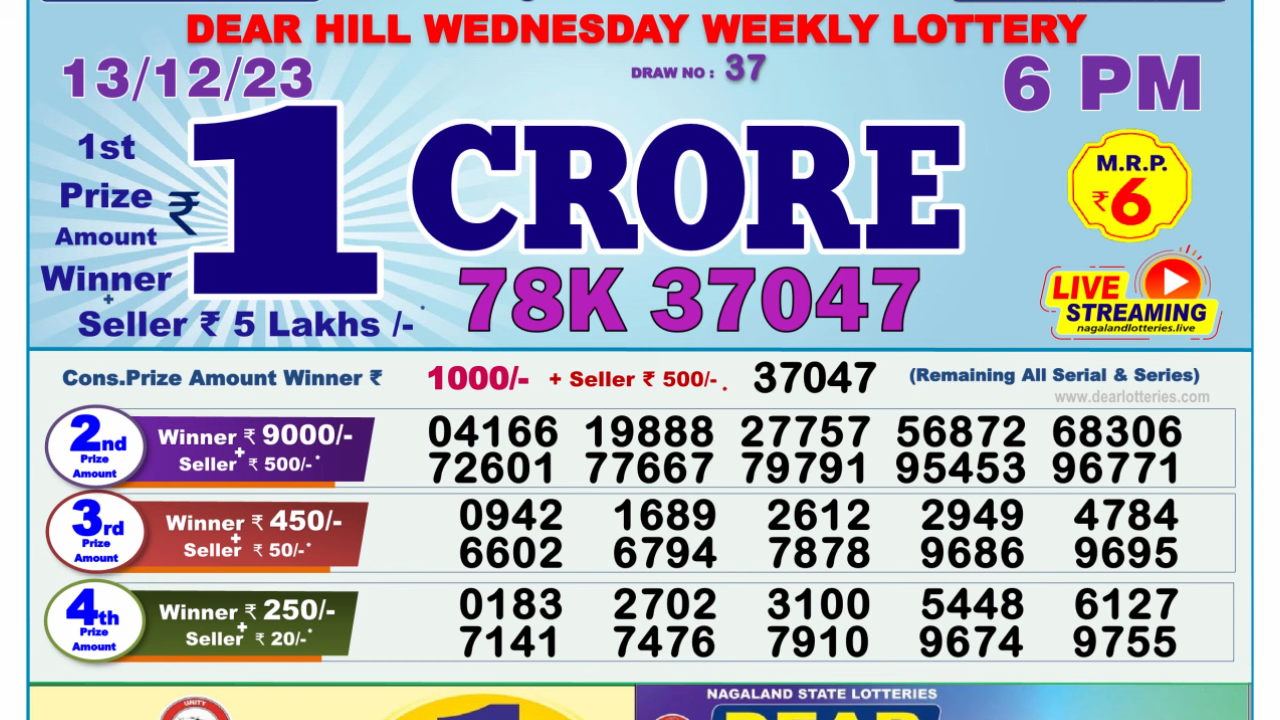 DEAR HILL WEDNESDAY WEEKLY LOTTERY
13/12/23
DRAW NO : 37
6 PM
1st
Prize
Amount
Winner
+
Seller ₹ 5 Lakhs /- *
₹ 1 CRORE
78K 37047
M.R.P.
₹6
LIVE
STREAMING
nagalandlotteries.live
Cons.Prize Amount Winner ₹ 1000/- + Seller ₹ 500/- . 37047 (Remaining All Serial & Series)
www.dearlotteries.com
2nd
Prize
Amount
Winner ₹ 9000/-
+
Seller ₹ 500/-*
04166 19888 27757 56872 68306
72601 77667 79791 95453 96771
3rd
Prize
Amount
Winner ₹ 450/-
+
Seller ₹ 50/-*
0942 1689 2612 2949 4784
6602 6794 7878 9686 9695
4th
Prize
Amount
Winner ₹ 250/-
+
Seller ₹ 20/-*
0183 2702 3100 5448 6127
7141 7476 7910 9674 9755
UNITY
1
NAGALAND STATE LOTTERIES
DEAR